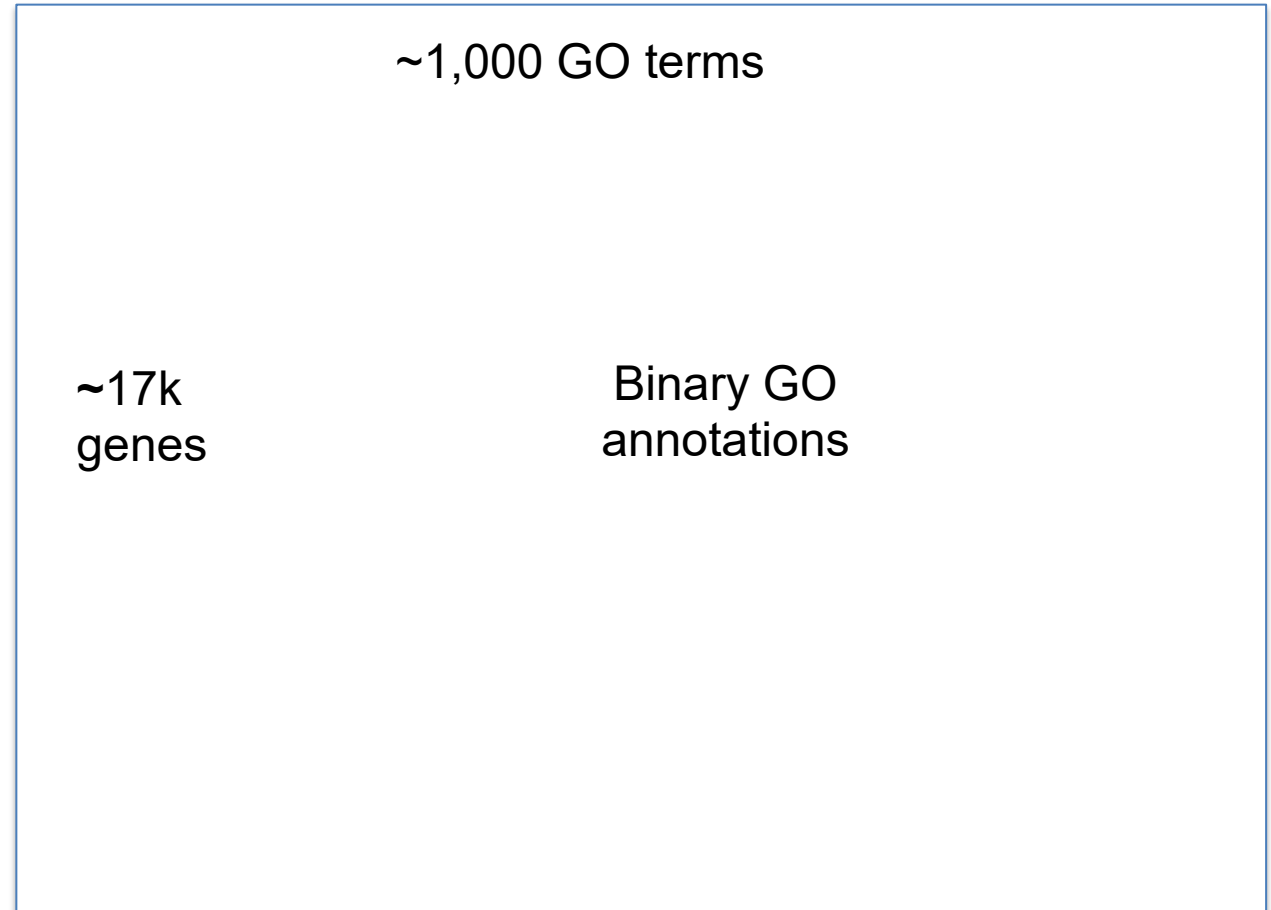 ~1,000 GO terms
~17k
genes
Binary GO
annotations